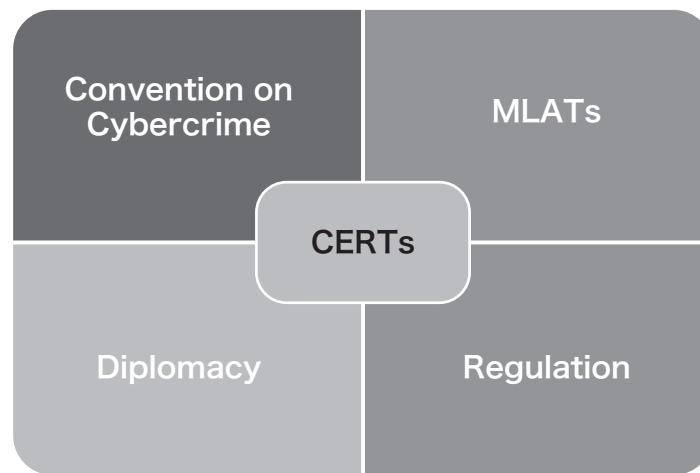 Convention on
Cybercrime
MLATs
CERTs
Diplomacy
Regulation